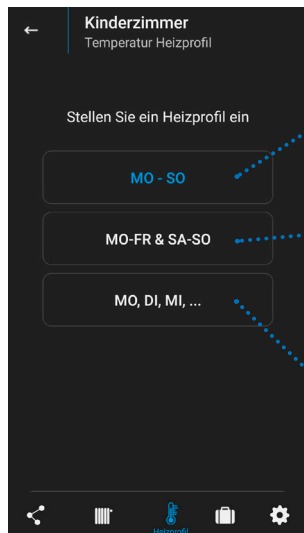 Kinderzimmer
Temperatur Heizprofil
Stellen Sie ein Heizprofil ein
MO - SO
MO-FR & SA-SO
MO, DI, MI, ...
Heizprofil